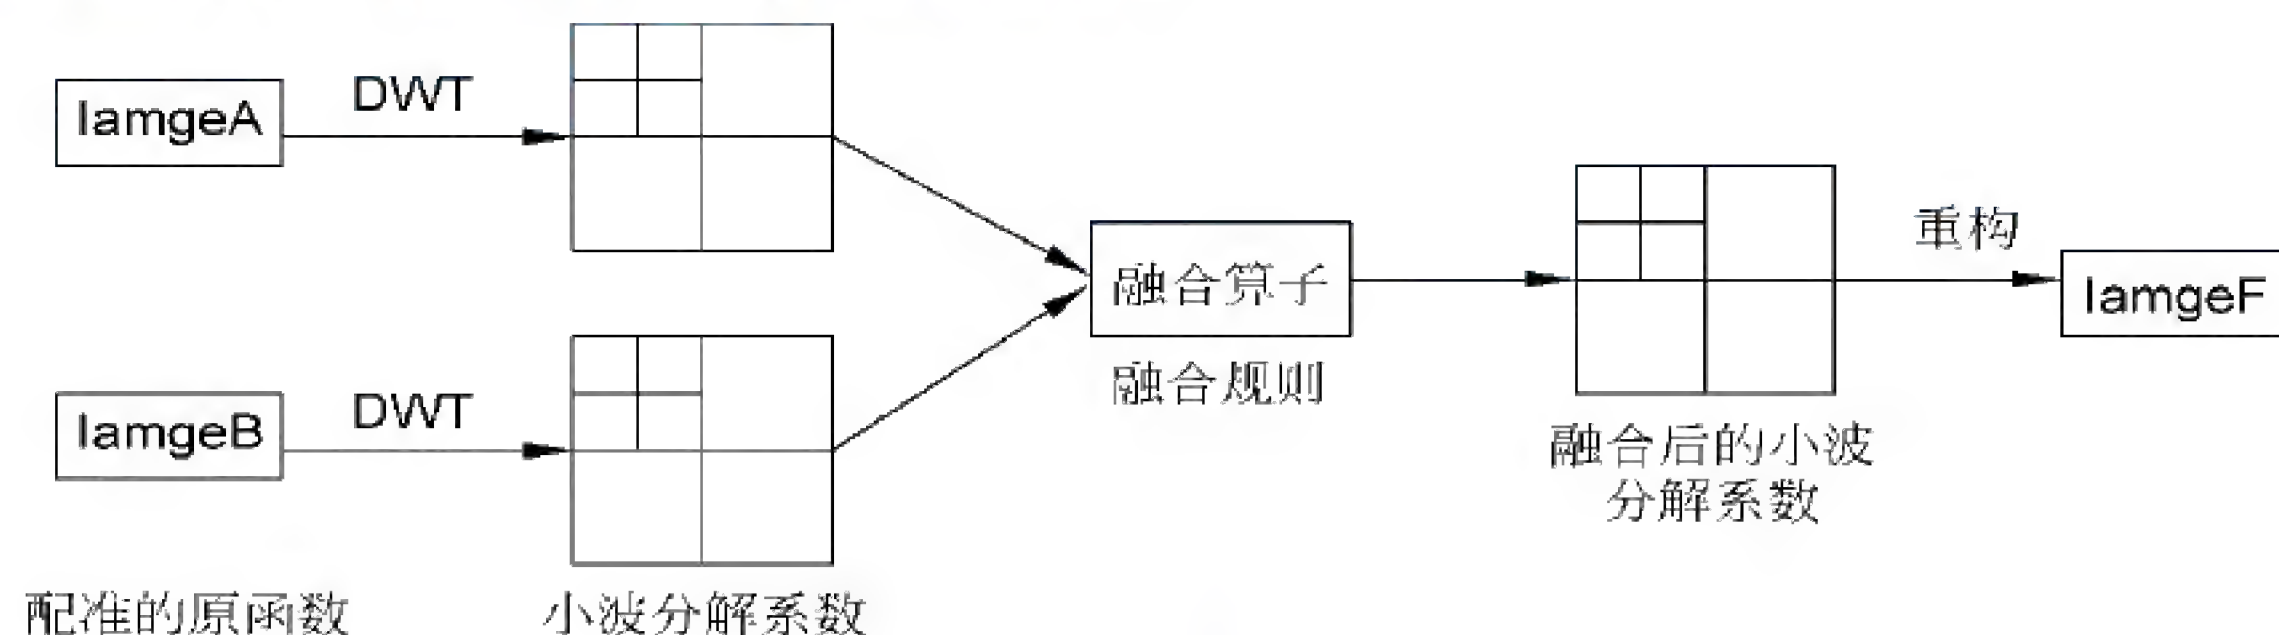 IamgeA
DWT
IamgeB
DWT
配准的原函数
小波分解系数
融合算子
融合规则
融合后的小波
分解系数
重构
IamgeF